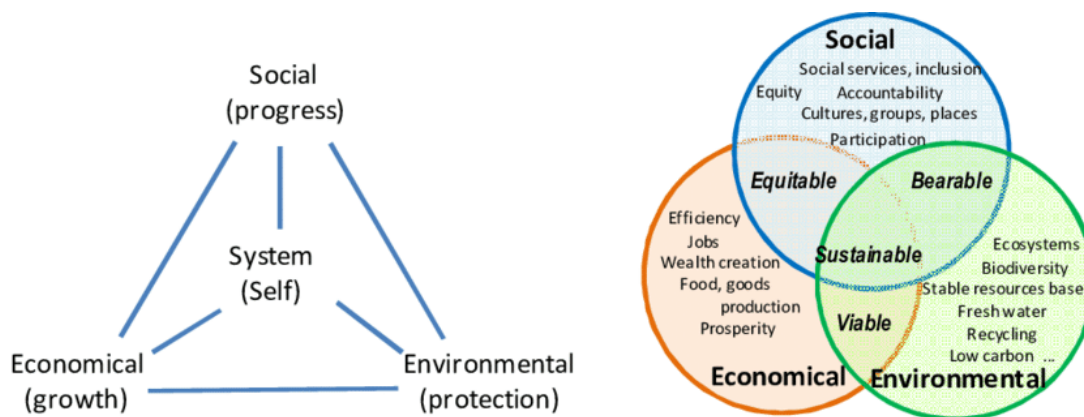 Social
(progress)
System
(Self)
Economical
(growth)
Environmental
(protection)
Social
Social services, inclusion
Equity
Accountability
Cultures, groups, places
Participation
Equitable
Bearable
Efficiency
Jobs
Wealth creation
Food, goods
production
Prosperity
Sustainable
Ecosystems
Biodiversity
Stable resources base
Fresh water
Recycling
Low carbon ...
Viable
Economical
Environmental